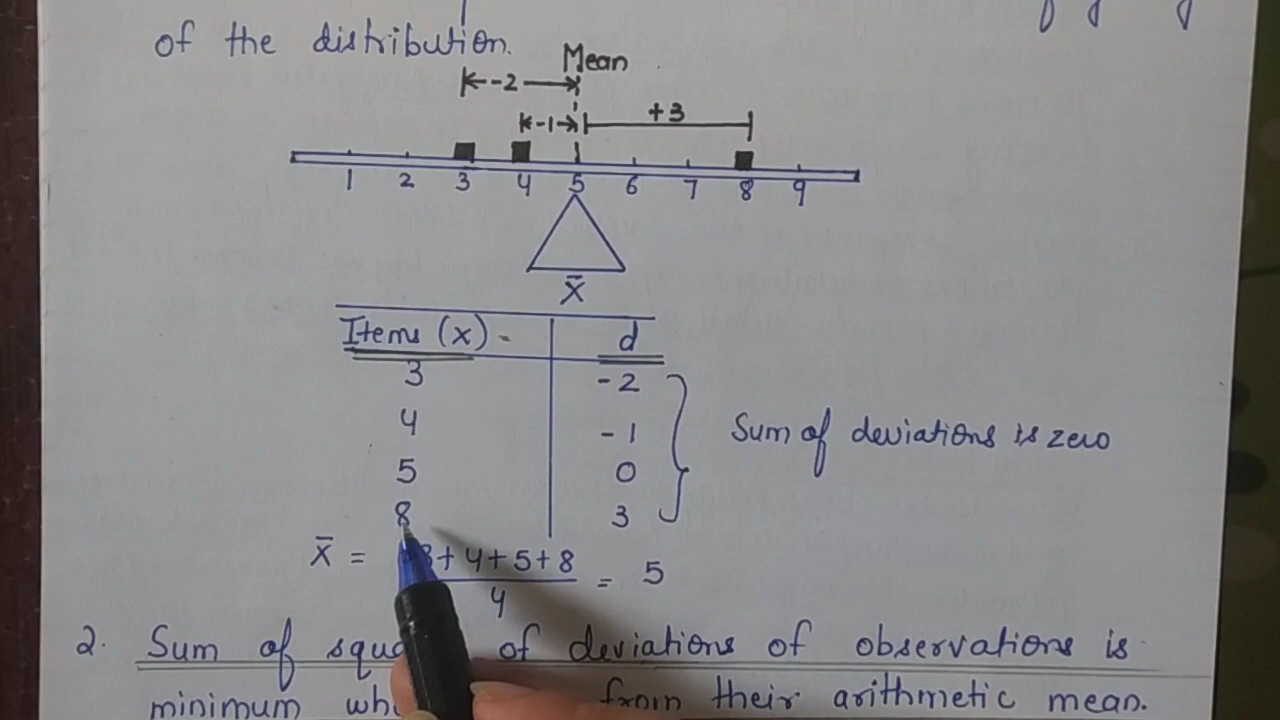 of the distribution.
Mean
-2
-1
+3
1 2 3 4 5 6 7 8 9
X̄
Items (x) d
3 -2
4 -1
5 0
8 3
Sum of deviations is zero
X̄ = 3+4+5+8 / 4 = 5
2. Sum of of deviations of observations is
minimum from their arithmetic mean.